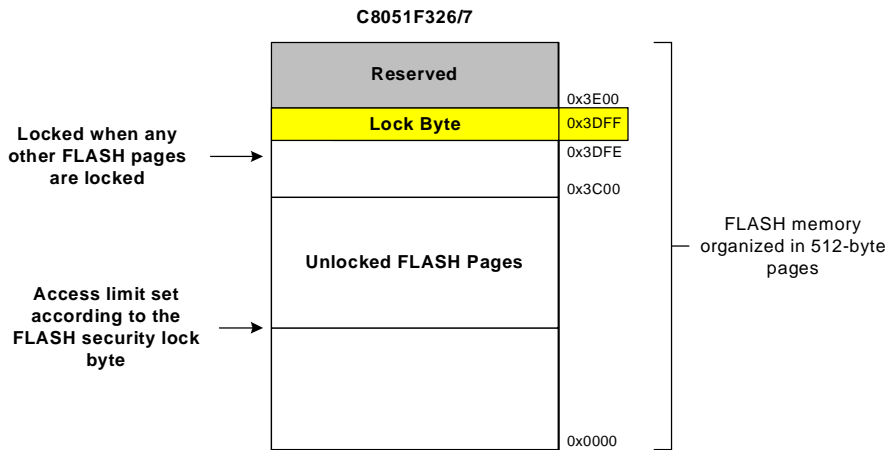 C8051F326/7
Reserved
0x3E00
Lock Byte
0x3DFF
Locked when any
other FLASH pages
are locked
0x3DFE
0x3C00
FLASH memory
organized in 512-byte
pages
Unlocked FLASH Pages
Access limit set
according to the
FLASH security lock
byte
0x0000